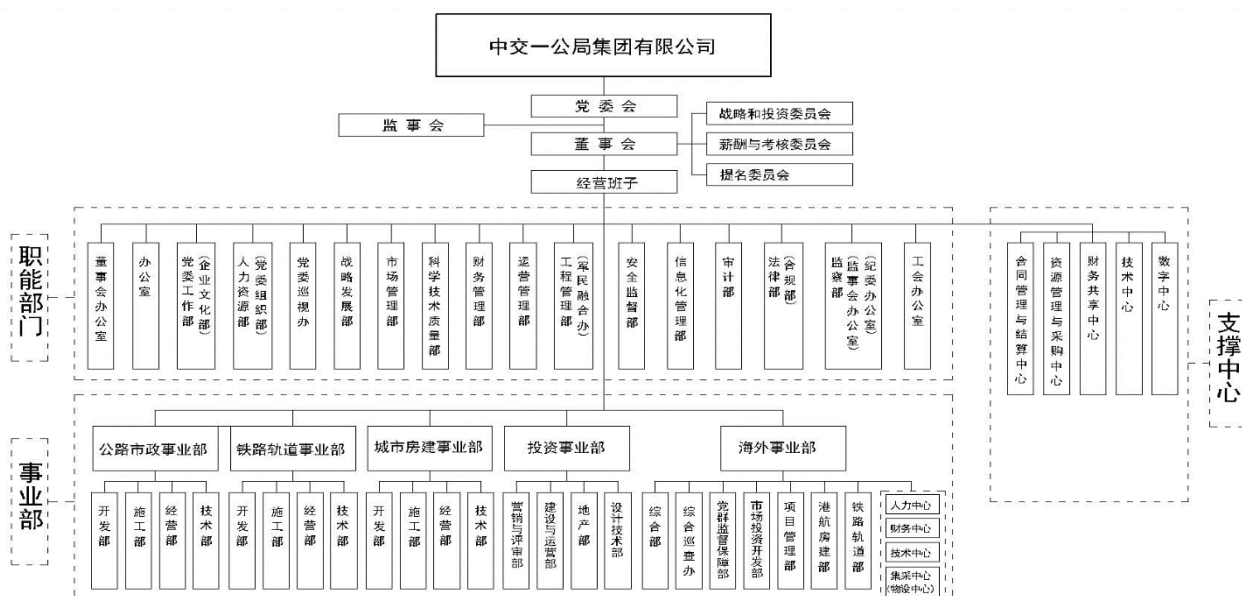 中交一公局集团有限公司
党委会
监事会
董事会
战略和投资委员会
薪酬与考核委员会
提名委员会
经营班子
职能部门
董事会办公室
办公室
党委工作部
(企业文化部)
人力资源部
(党委组织部)
党委巡视办
战略发展部
市场管理部
科学技术质量部
财务管理部
运营管理部
工程管理部
(军民融合办)
安全监督部
信息化管理部
审计部
法律部
(合规部)
监察部
(监事会办公室)
(纪委办公室)
工会办公室
合同管理与结算中心
资源管理与采购中心
财务共享中心
技术中心
数字中心
支撑中心
事业部
公路市政事业部
铁路轨道事业部
城市房建事业部
投资事业部
海外事业部
开发部
施工部
经营部
技术部
开发部
施工部
经营部
技术部
开发部
施工部
经营部
技术部
营销与评审部
建设与运营部
地产部
设计技术部
综合部
综合巡查办
党群监督保障部
市场投资开发部
项目管理部
港航房建部
铁路轨道部
人力中心
财务中心
技术中心
集采中心
(物设中心)